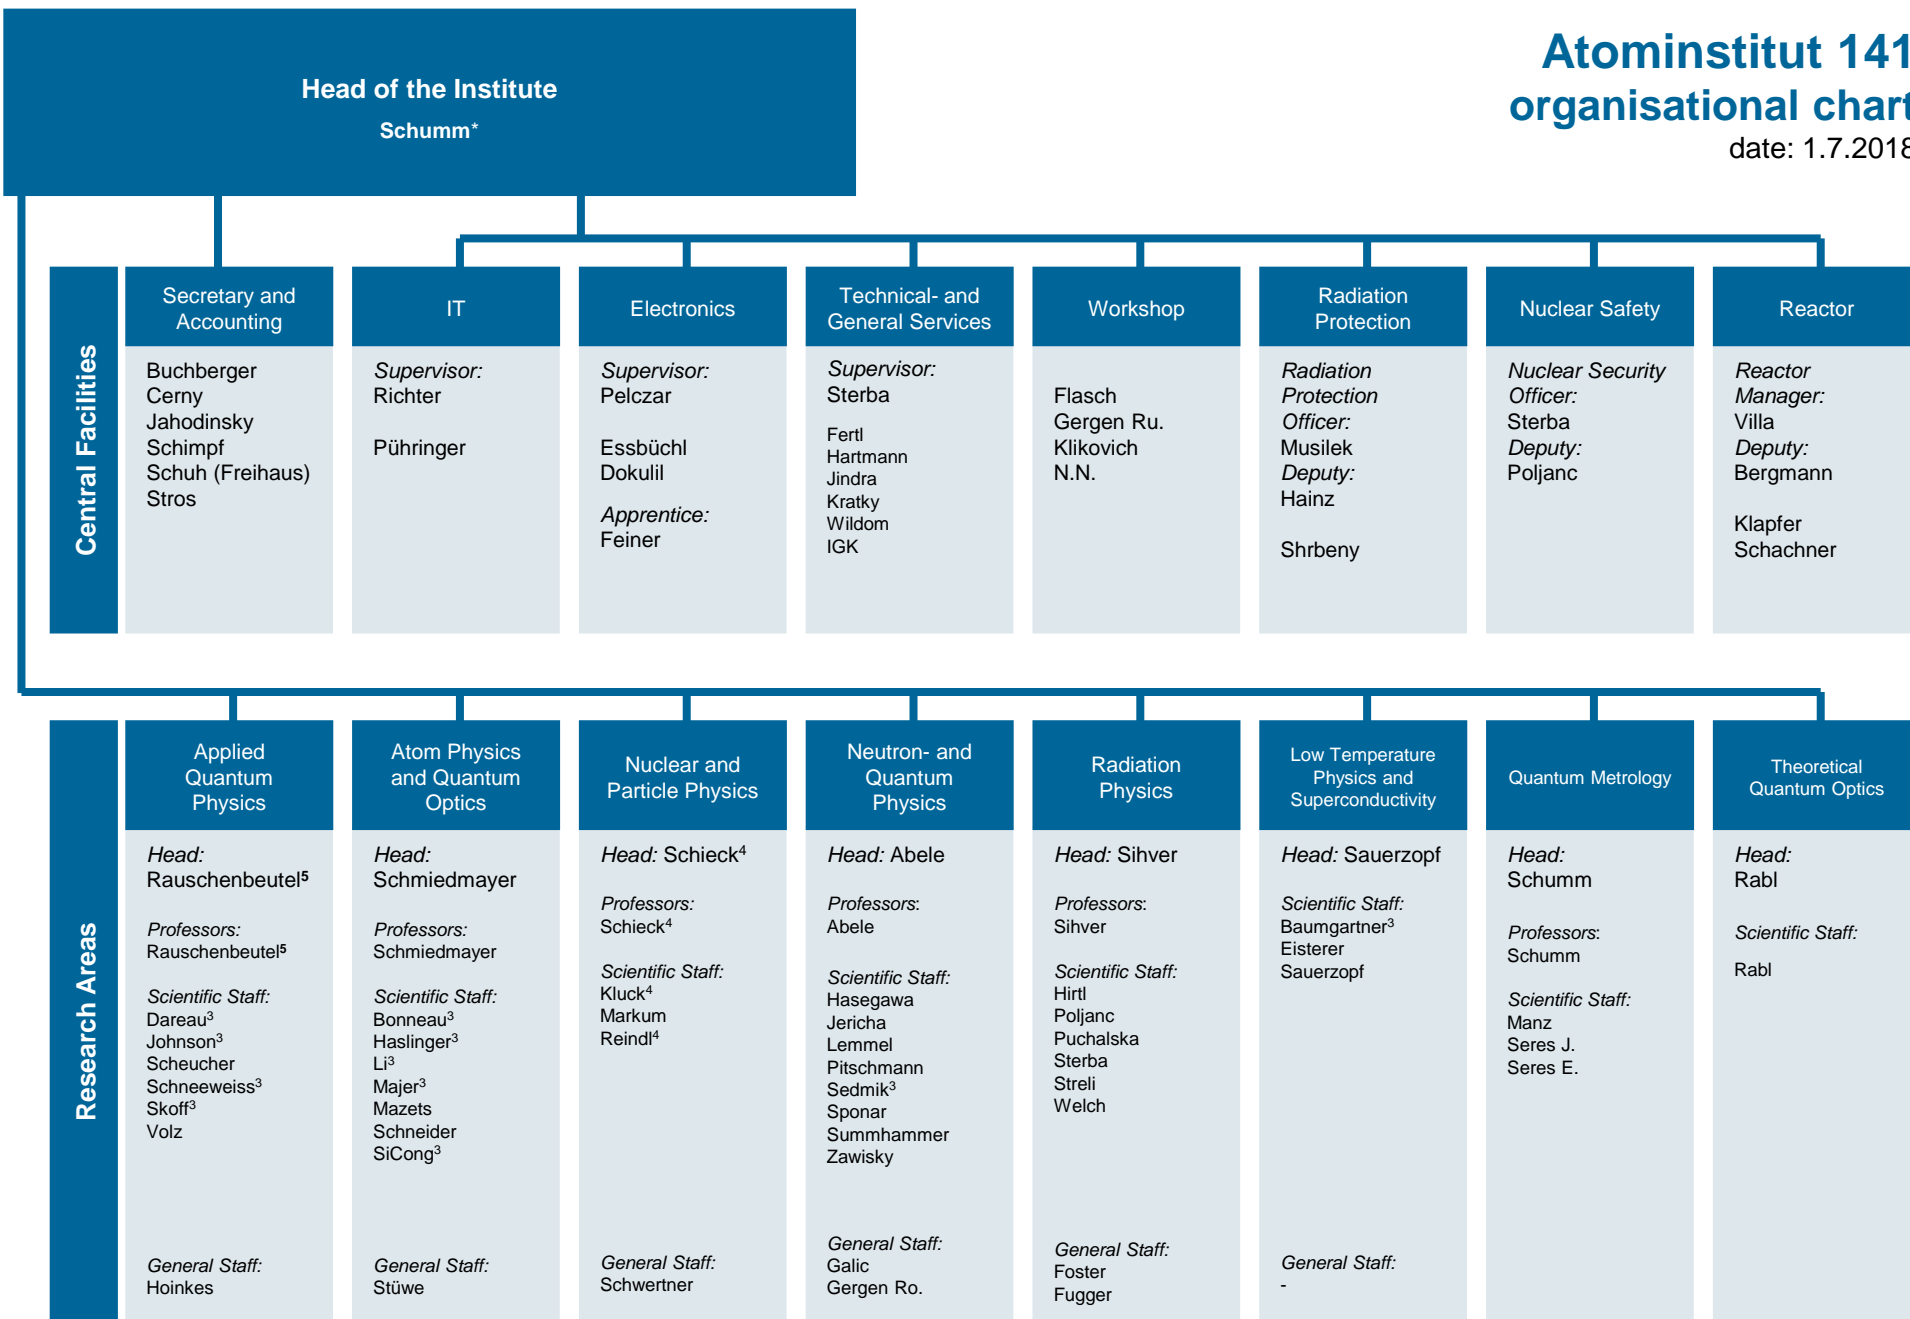 Head of the Institute
Schumm*
Atominstitut 141
organisational chart
date: 1.7.2018
Central Facilities
Secretary and
Accounting
Buchberger
Cerny
Jahodinsky
Schimpf
Schuh (Freihaus)
Stros
IT
Supervisor:
Richter
Pühringer
Electronics
Supervisor:
Pelczar
Essbüchl
Dokulil
Apprentice:
Feiner
Technical- and
General Services
Supervisor:
Sterba
Fertl
Hartmann
Jindra
Kratky
Wildom
IGK
Workshop
Flasch
Gergen Ru.
Klikovich
N.N.
Radiation
Protection
Radiation
Protection
Officer:
Musilek
Deputy:
Hainz
Shrbeny
Nuclear Safety
Nuclear Security
Officer:
Sterba
Deputy:
Poljanc
Reactor
Reactor
Manager:
Villa
Deputy:
Bergmann
Klapfer
Schachner
Research Areas
Applied
Quantum
Physics
Head:
Rauschenbeutel⁵
Professors:
Rauschenbeutel⁵
Scientific Staff:
Dareau³
Johnson³
Scheucher
Schneeweiss³
Skoff³
Volz
General Staff:
Hoinkes
Atom Physics
and Quantum
Optics
Head:
Schmiedmayer
Professors:
Schmiedmayer
Scientific Staff:
Bonneau³
Haslinger³
Li³
Majer³
Mazets
Schneider
SiCong³
General Staff:
Stüwe
Nuclear and
Particle Physics
Head: Schieck⁴
Professors:
Schieck⁴
Scientific Staff:
Kluck⁴
Markum
Reindl⁴
General Staff:
Schwertner
Neutron- and
Quantum
Physics
Head: Abele
Professors:
Abele
Scientific Staff:
Hasegawa
Jericha
Lemmel
Pitschmann
Sedmik³
Sponar
Summhammer
Zawisky
General Staff:
Galic
Gergen Ro.
Radiation
Physics
Head: Sihver
Professors:
Sihver
Scientific Staff:
Hirtl
Poljanc
Puchalska
Sterba
Streli
Welch
General Staff:
Foster
Fugger
Low Temperature
Physics and
Superconductivity
Head: Sauerzopf
Scientific Staff:
Baumgartner³
Eisterer
Sauerzopf
General Staff:
-
Quantum Metrology
Head:
Schumm
Professors:
Schumm
Scientific Staff:
Manz
Seres J.
Seres E.
Theoretical
Quantum Optics
Head:
Rabl
Scientific Staff:
Rabl